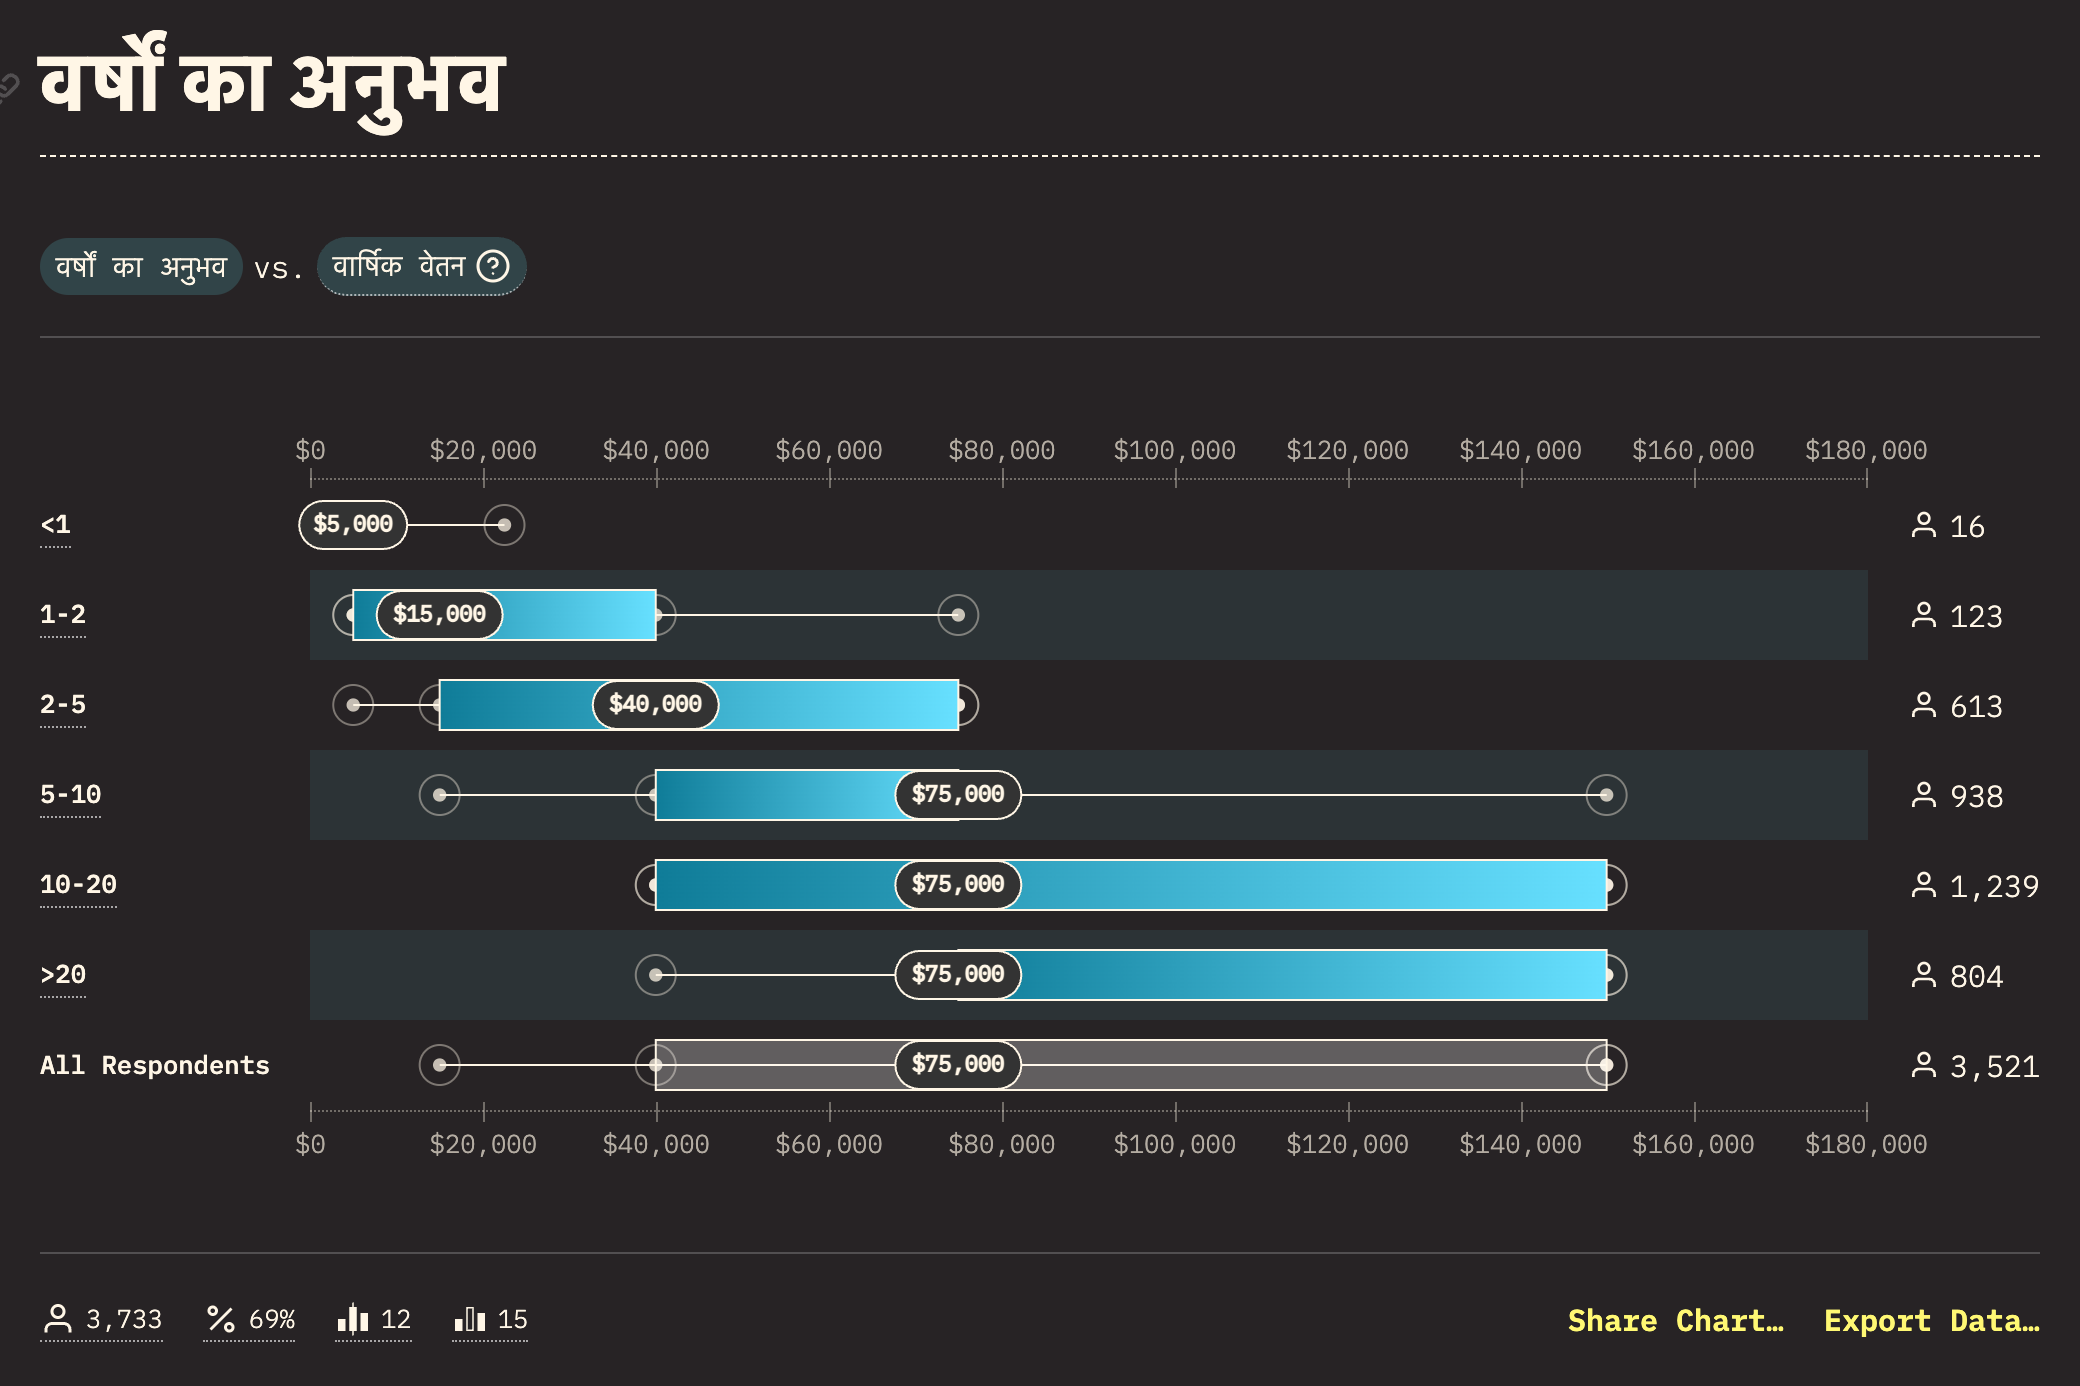 वर्षों का अनुभव
वर्षों का अनुभव vs. वार्षिक वेतन ?
$0 $20,000 $40,000 $60,000 $80,000 $100,000 $120,000 $140,000 $160,000 $180,000
<1 $5,000 16
1-2 $15,000 123
2-5 $40,000 613
5-10 $75,000 938
10-20 $75,000 1,239
>20 $75,000 804
All Respondents $75,000 3,521
$0 $20,000 $40,000 $60,000 $80,000 $100,000 $120,000 $140,000 $160,000 $180,000
3,733 69% 12 15 Share Chart… Export Data…